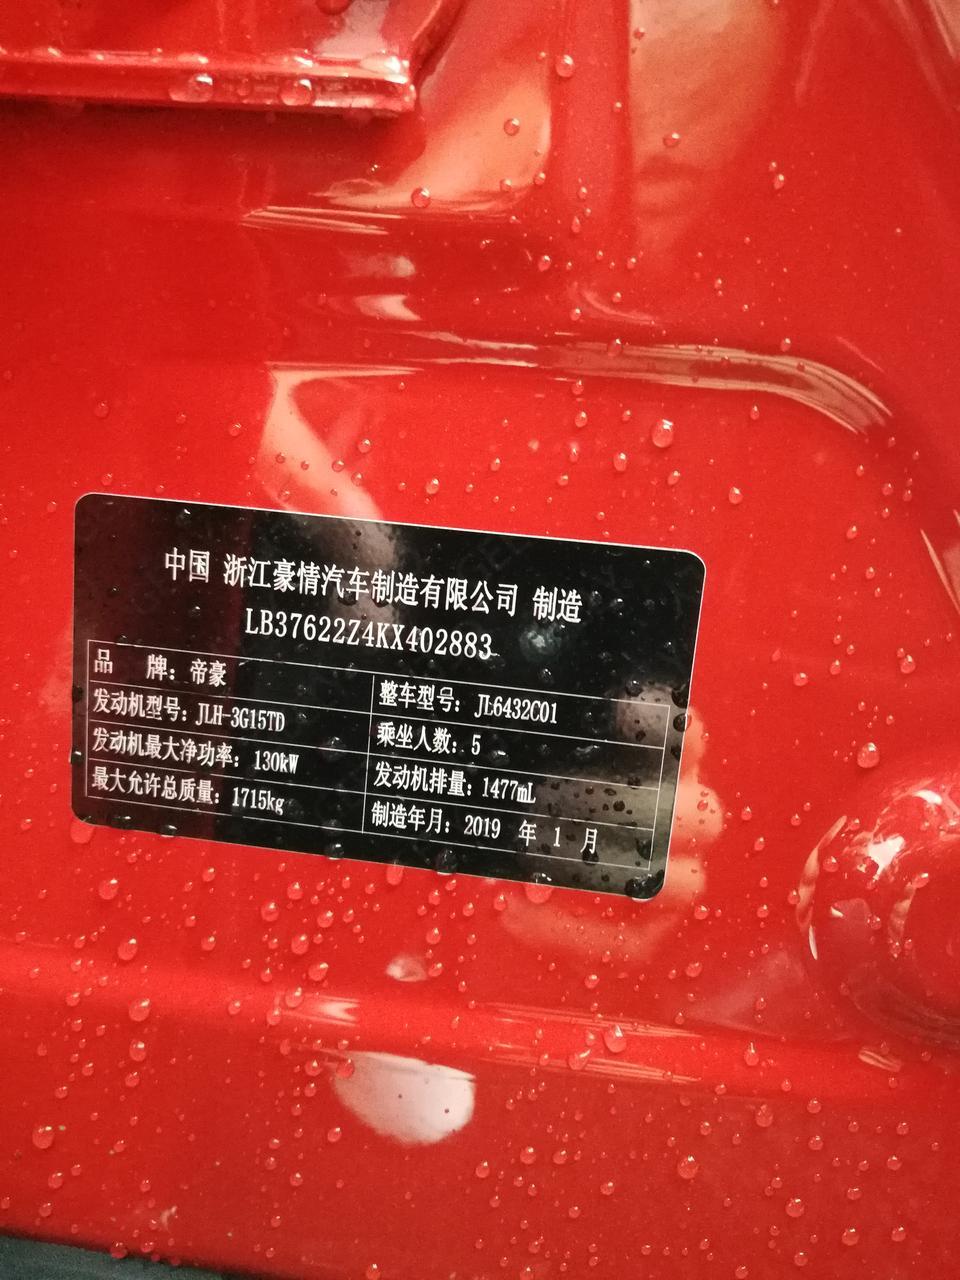 中国 浙江豪情汽车制造有限公司 制造
LB37622Z4KX402883
品 牌：帝豪 整车型号：JL6432C01
发动机型号：JLH-3G15TD 乘坐人数：5
发动机最大净功率：130kW 发动机排量：1477mL
最大允许总质量：1715kg 制造年月：2019 年 1 月